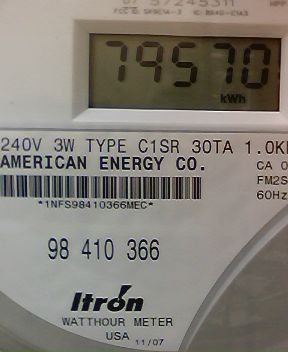 57245311
79570
kWh
240V 3W TYPE C1SR 30TA 1.0K
AMERICAN ENERGY CO.
CA 0
FM2S
*1NFS98410366MEC*
60Hz
98 410 366
Itron
WATTHOUR METER
USA 11/07